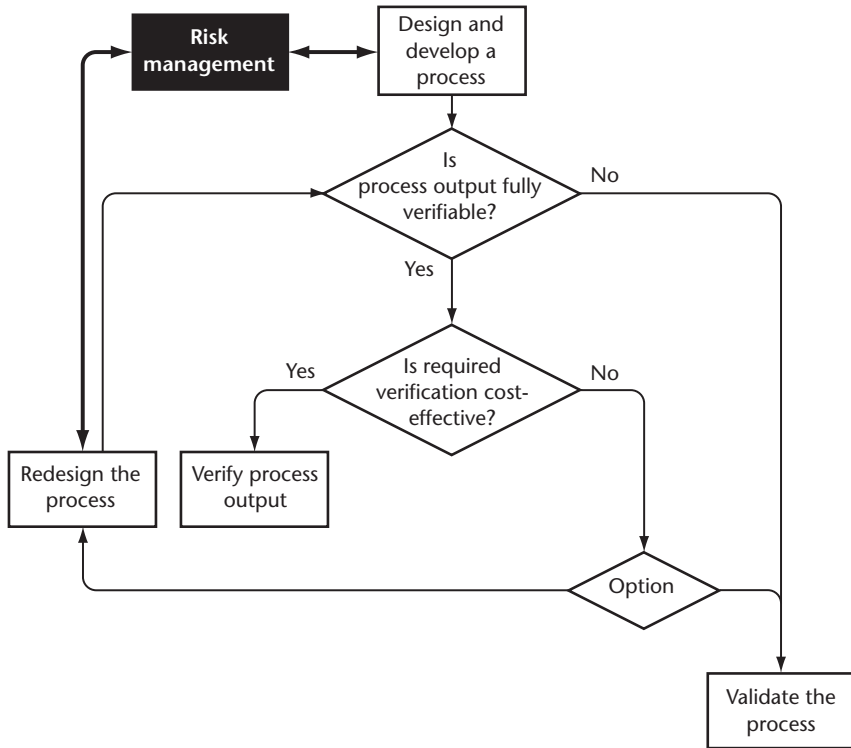 Risk
management
Design and
develop a
process
Is
process output fully
verifiable?
No
Yes
Is required
verification cost-
effective?
Yes
No
Redesign the
process
Verify process
output
Option
Validate the
process